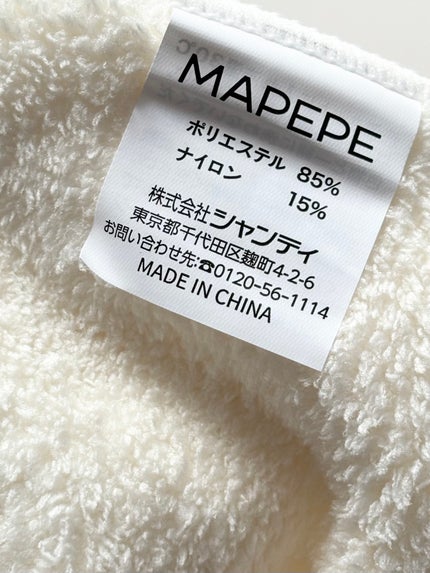 MAPEPE
ポリエステル 85%
ナイロン 15%
株式会社シャンティ
東京都千代田区麹町4-2-6
お問い合わせ先:☎0120-56-1114
MADE IN CHINA